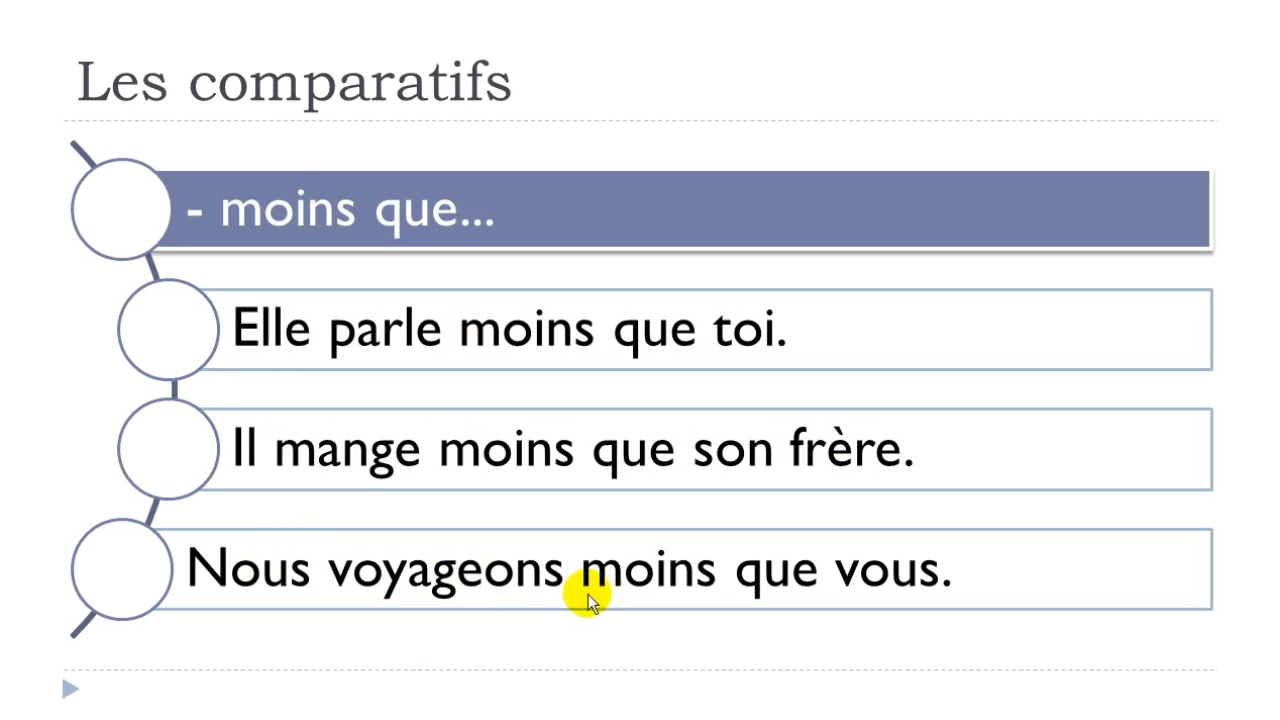 Les comparatifs
- moins que...
Elle parle moins que toi.
Il mange moins que son frère.
Nous voyageons moins que vous.